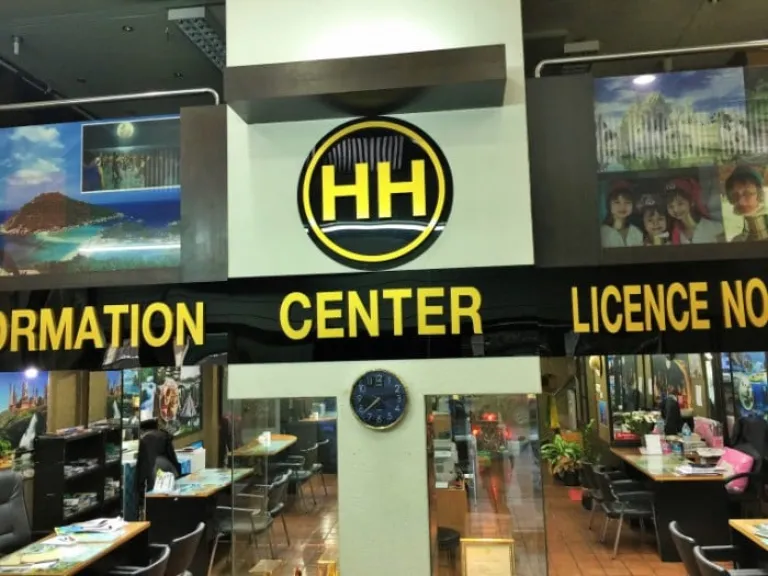 HH
ORMATION CENTER LICENCE NO